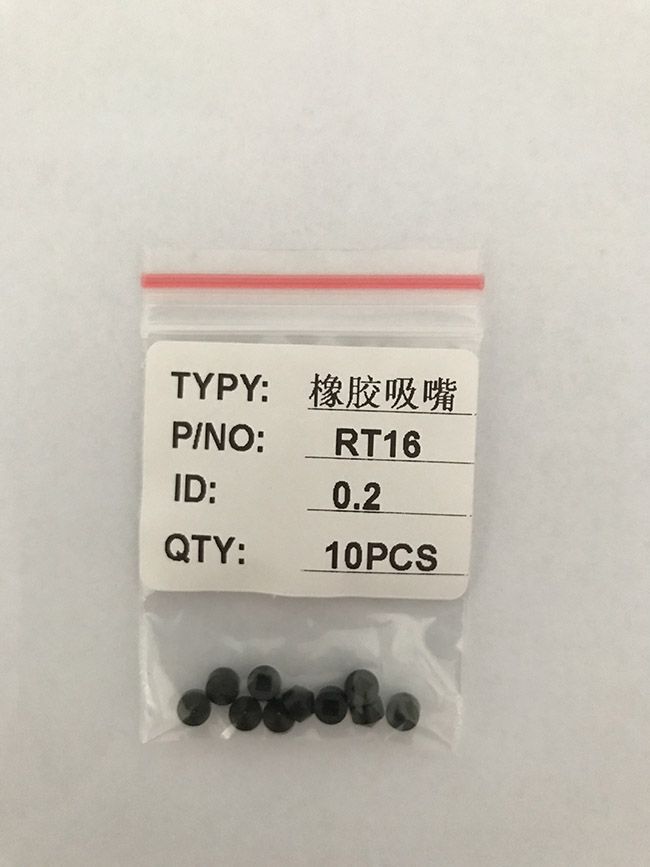 TYPY: 橡胶吸嘴
P/NO: RT16
ID: 0.2
QTY: 10PCS